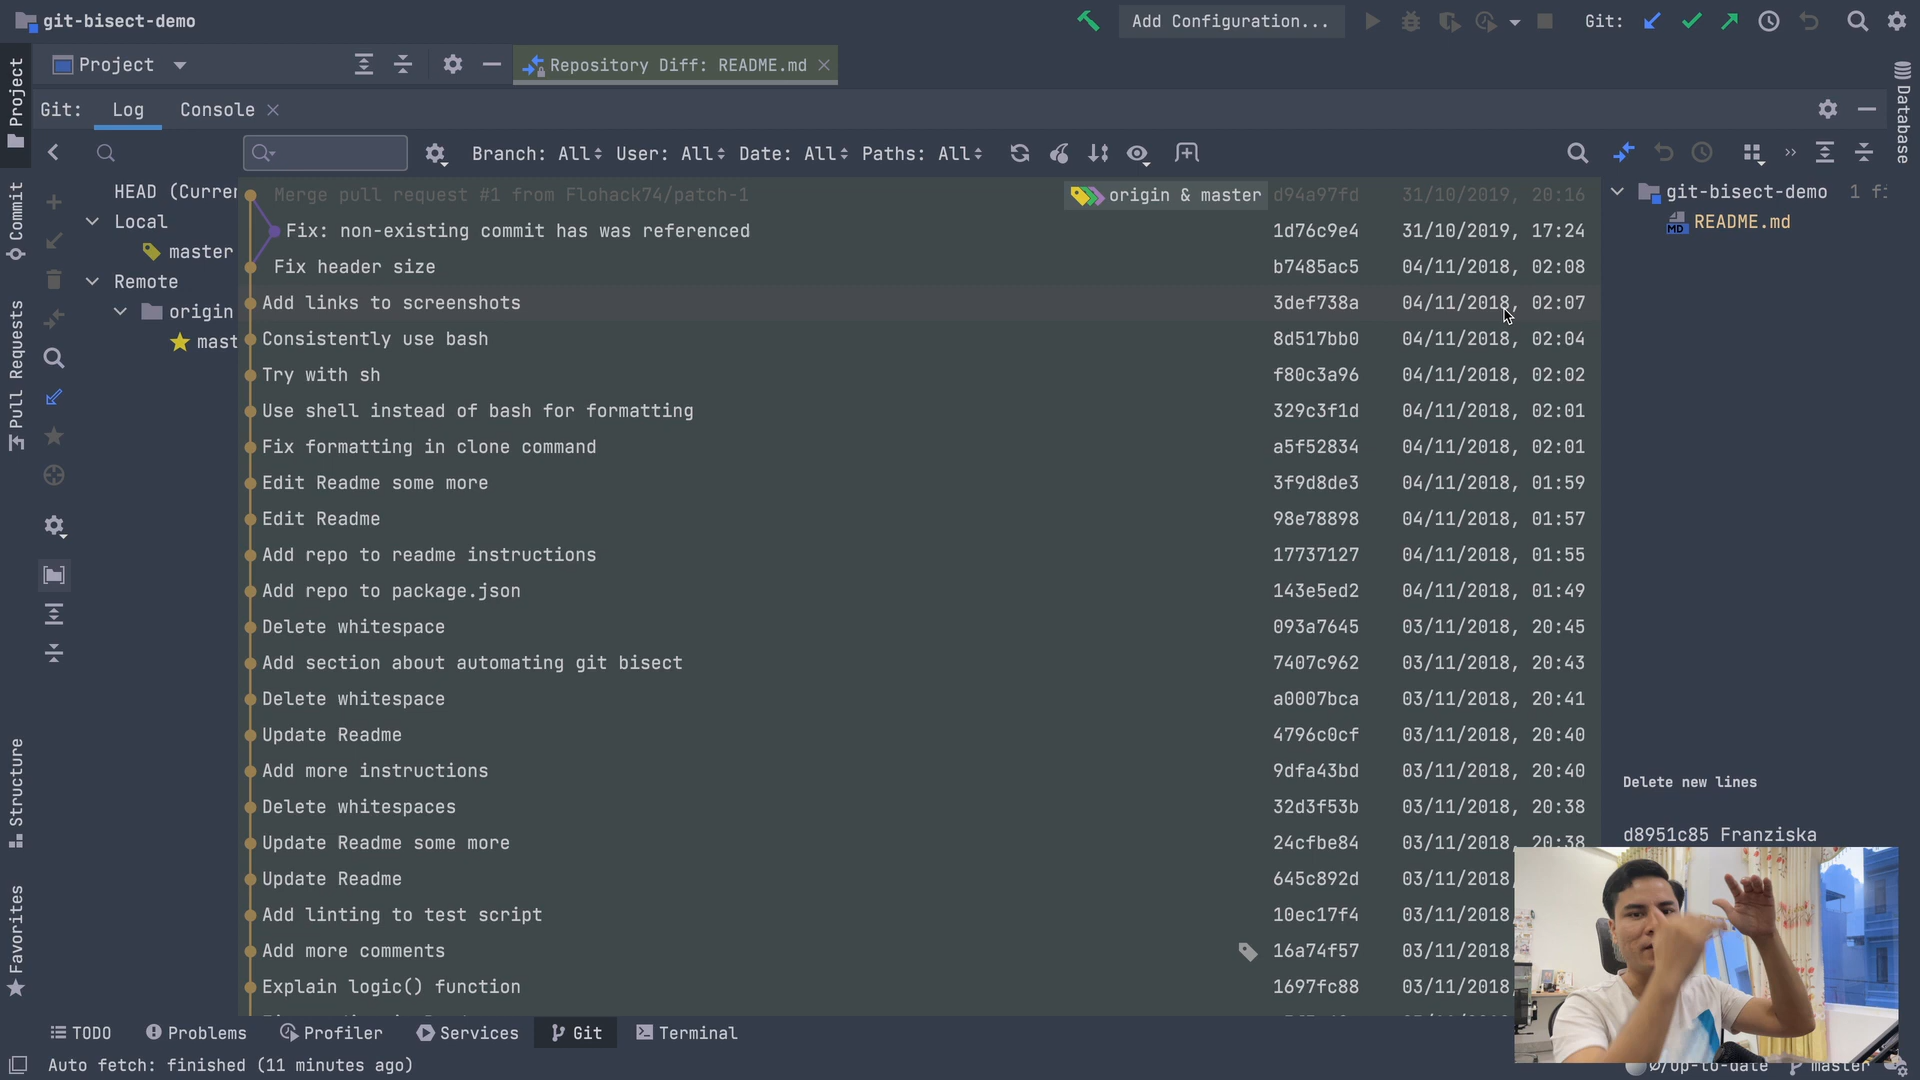 git-bisect-demo
Add Configuration...
Git:
Project
Repository Diff: README.md
Project
Commit
Pull Requests
Structure
Favorites
Database
Git: Log Console
Branch: All User: All Date: All Paths: All
HEAD (Currer
Local
master
Remote
origin
mast
Merge pull request #1 from Flohack74/patch-1 origin & master d94a97fd 31/10/2019, 20:16
Fix: non-existing commit has was referenced 1d76c9e4 31/10/2019, 17:24
Fix header size b7485ac5 04/11/2018, 02:08
Add links to screenshots 3def738a 04/11/2018, 02:07
Consistently use bash 8d517bb0 04/11/2018, 02:04
Try with sh f80c3a96 04/11/2018, 02:02
Use shell instead of bash for formatting 329c3f1d 04/11/2018, 02:01
Fix formatting in clone command a5f52834 04/11/2018, 02:01
Edit Readme some more 3f9d8de3 04/11/2018, 01:59
Edit Readme 98e78898 04/11/2018, 01:57
Add repo to readme instructions 17737127 04/11/2018, 01:55
Add repo to package.json 143e5ed2 04/11/2018, 01:49
Delete whitespace 093a7645 03/11/2018, 20:45
Add section about automating git bisect 7407c962 03/11/2018, 20:43
Delete whitespace a0007bca 03/11/2018, 20:41
Update Readme 4796c0cf 03/11/2018, 20:40
Add more instructions 9dfa43bd 03/11/2018, 20:40
Delete whitespaces 32d3f53b 03/11/2018, 20:38
Update Readme some more 24cfbe84 03/11/2018, 20:38
Update Readme 645c892d 03/11/2018
Add linting to test script 10ec17f4 03/11/2018
Add more comments 16a74f57 03/11/2018
Explain logic() function 1697fc88 03/11/2018
git-bisect-demo 1 fi
README.md
MD
Delete new lines
d8951c85 Franziska
TODO Problems Profiler Services Git Terminal
Auto fetch: finished (11 minutes ago)
up-to-date master